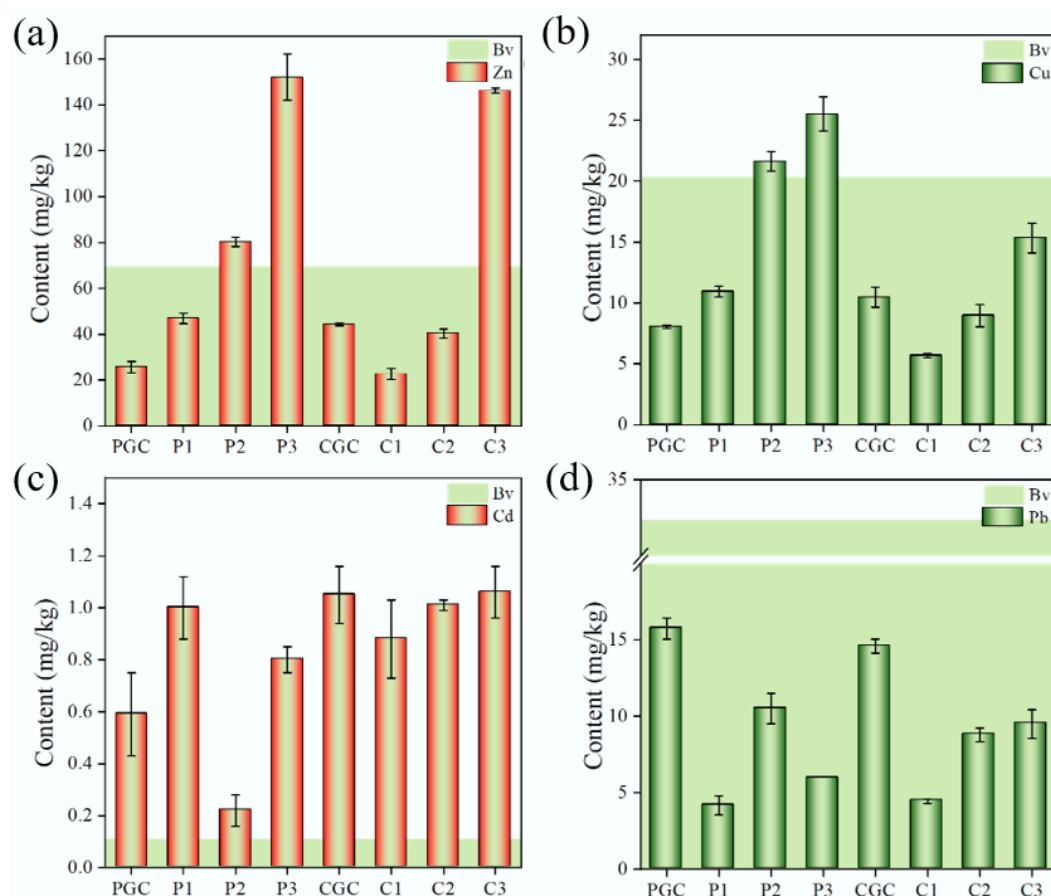 (a)
Content (mg/kg)
160
140
120
100
80
60
40
20
0
Bv
Zn
PGC P1 P2 P3 CGC C1 C2 C3
(b)
Content (mg/kg)
30
25
20
15
10
5
0
Bv
Cu
PGC P1 P2 P3 CGC C1 C2 C3
(c)
Content (mg/kg)
1.4
1.2
1.0
0.8
0.6
0.4
0.2
0.0
Bv
Cd
PGC P1 P2 P3 CGC C1 C2 C3
(d)
Content (mg/kg)
35
15
10
5
0
Bv
Pb
PGC P1 P2 P3 CGC C1 C2 C3